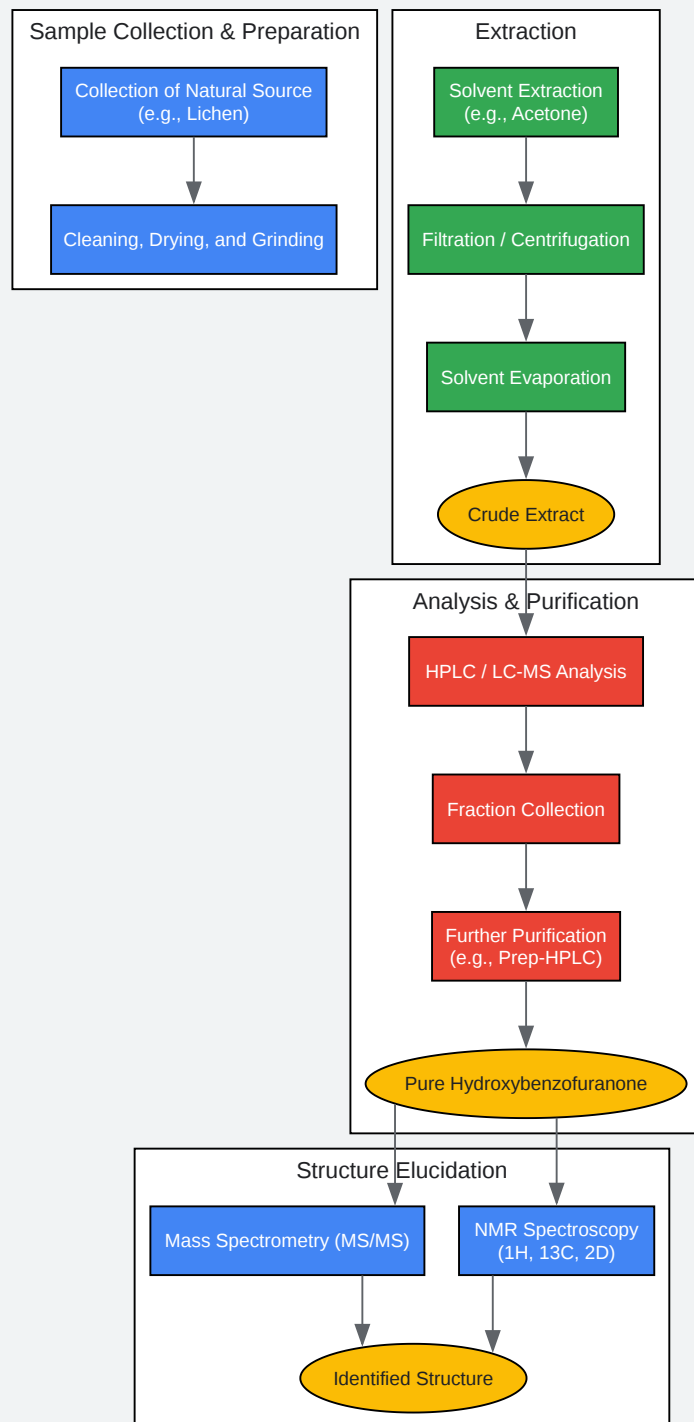 Sample Collection & Preparation
Collection of Natural Source
(e.g., Lichen)
Cleaning, Drying, and Grinding
Extraction
Solvent Extraction
(e.g., Acetone)
Filtration / Centrifugation
Solvent Evaporation
Crude Extract
Analysis & Purification
HPLC / LC-MS Analysis
Fraction Collection
Further Purification
(e.g., Prep-HPLC)
Pure Hydroxybenzofuranone
Structure Elucidation
Mass Spectrometry (MS/MS)
NMR Spectroscopy
(1H, 13C, 2D)
Identified Structure